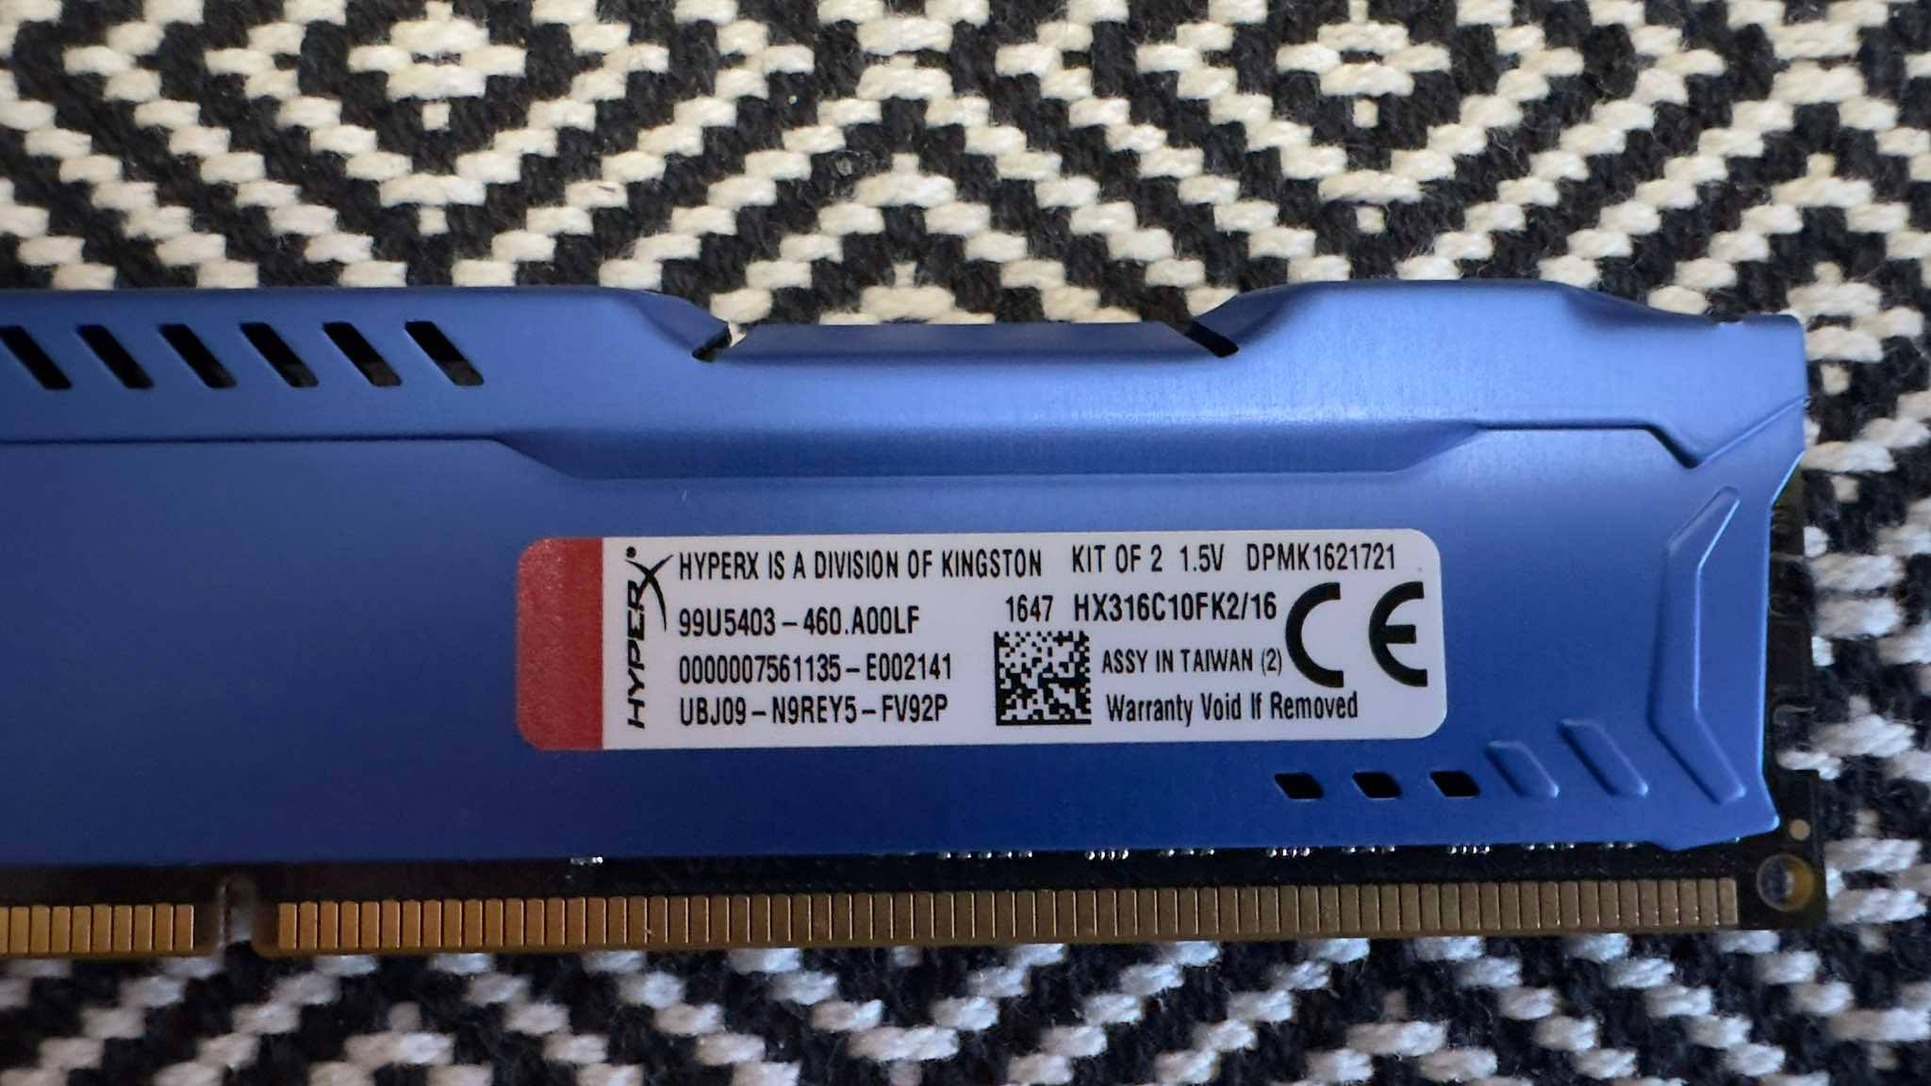 HYPERX®
HYPERX IS A DIVISION OF KINGSTON KIT OF 2 1.5V DPMK1621721
99U5403-460.A00LF 1647 HX316C10FK2/16 CE
0000007561135-E002141 ASSY IN TAIWAN (2)
UBJ09-N9REY5-FV92P Warranty Void If Removed